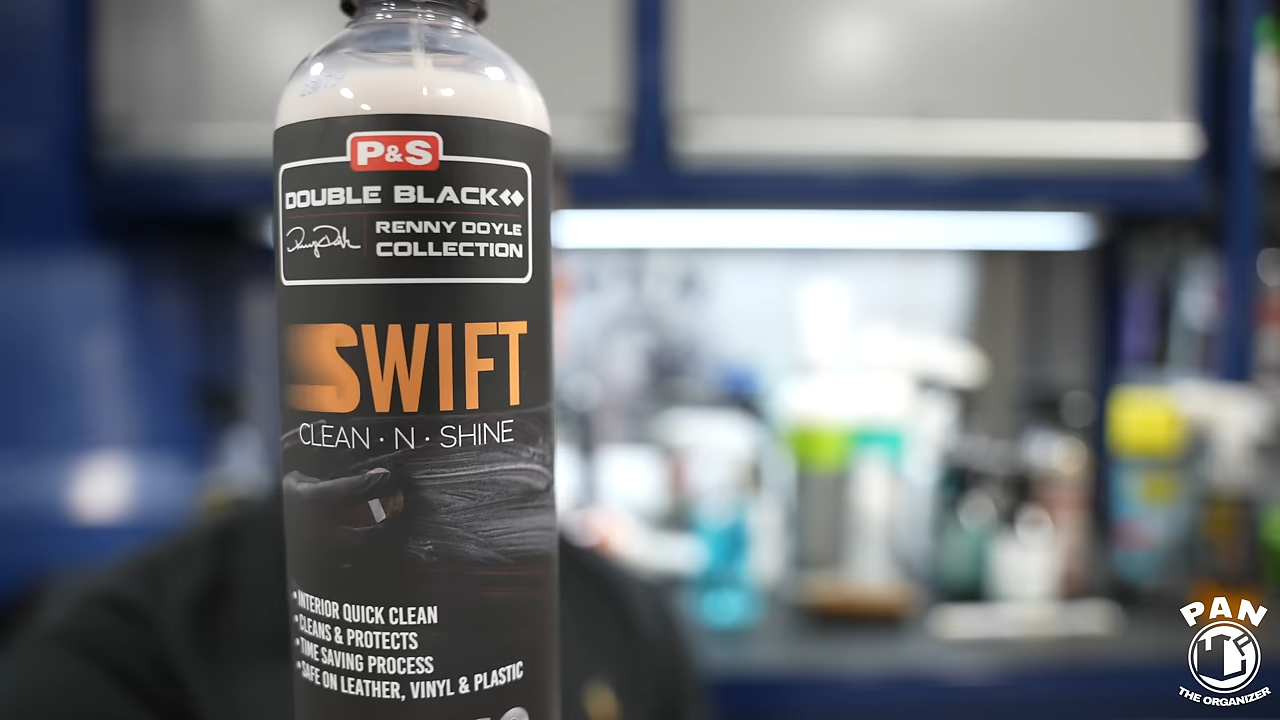 P&S
DOUBLE BLACK
RENNY DOYLE
COLLECTION
SWIFT
CLEAN · N · SHINE
• INTERIOR QUICK CLEAN
• CLEANS & PROTECTS
• TIME SAVING PROCESS
• SAFE ON LEATHER, VINYL & PLASTIC
PAN
THE ORGANIZER